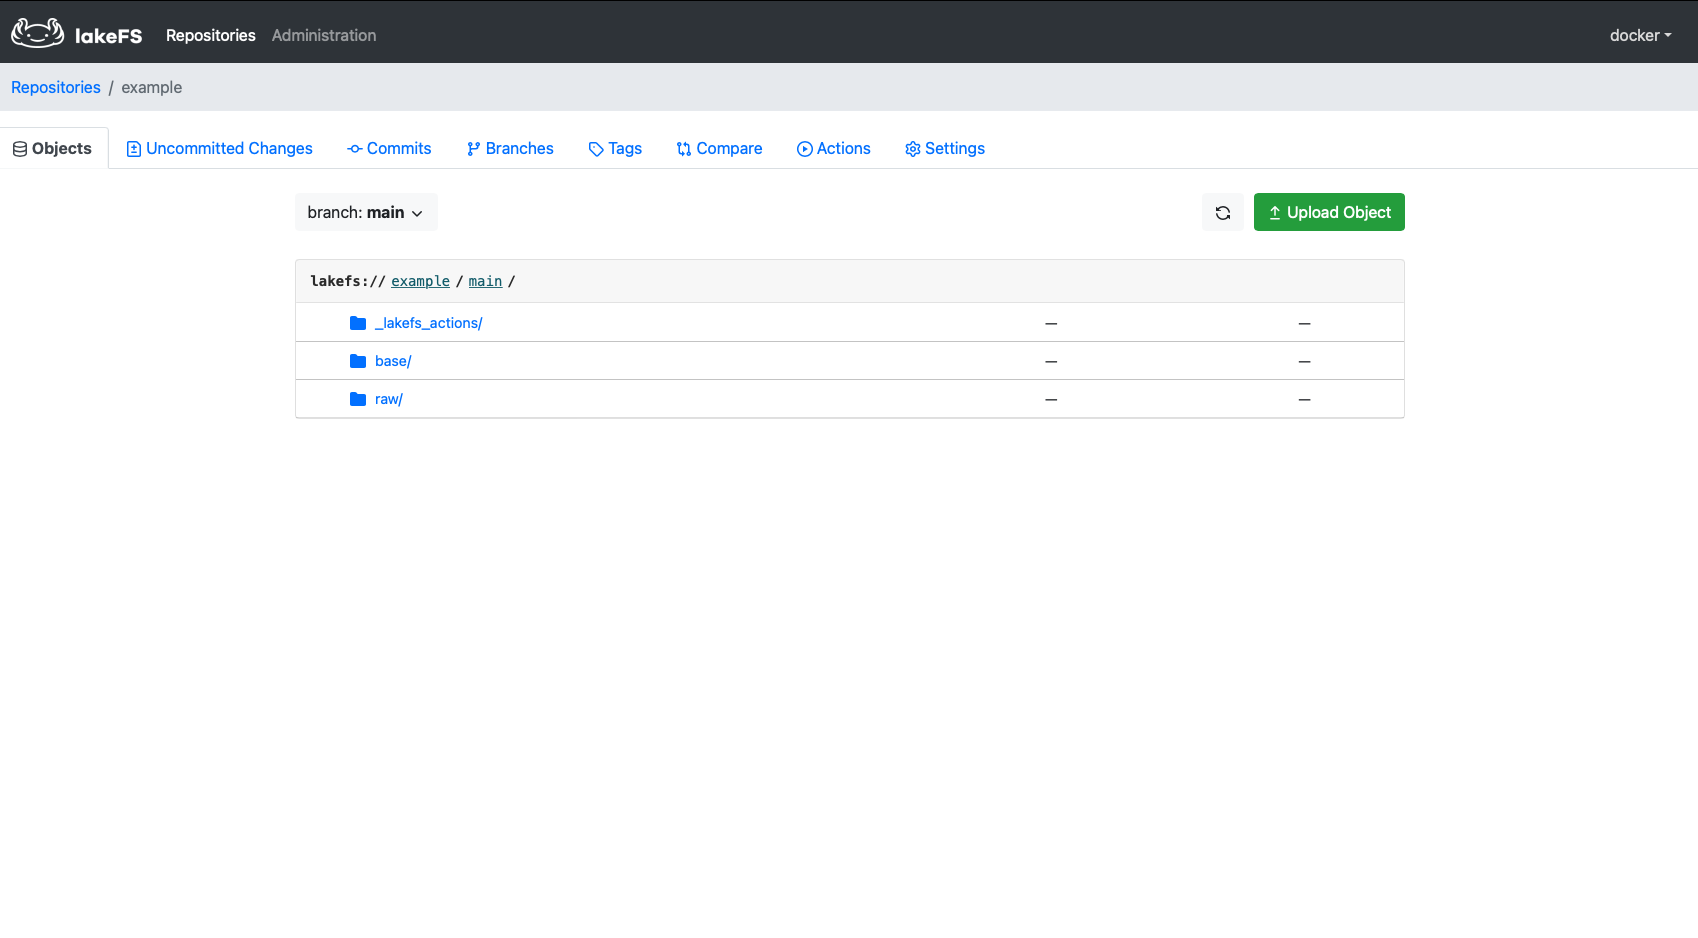 lakeFS Repositories Administration docker
Repositories / example
Objects Uncommitted Changes Commits Branches Tags Compare Actions Settings
branch: main Upload Object
lakefs:// example / main /
_lakefs_actions/ — —
base/ — —
raw/ — —